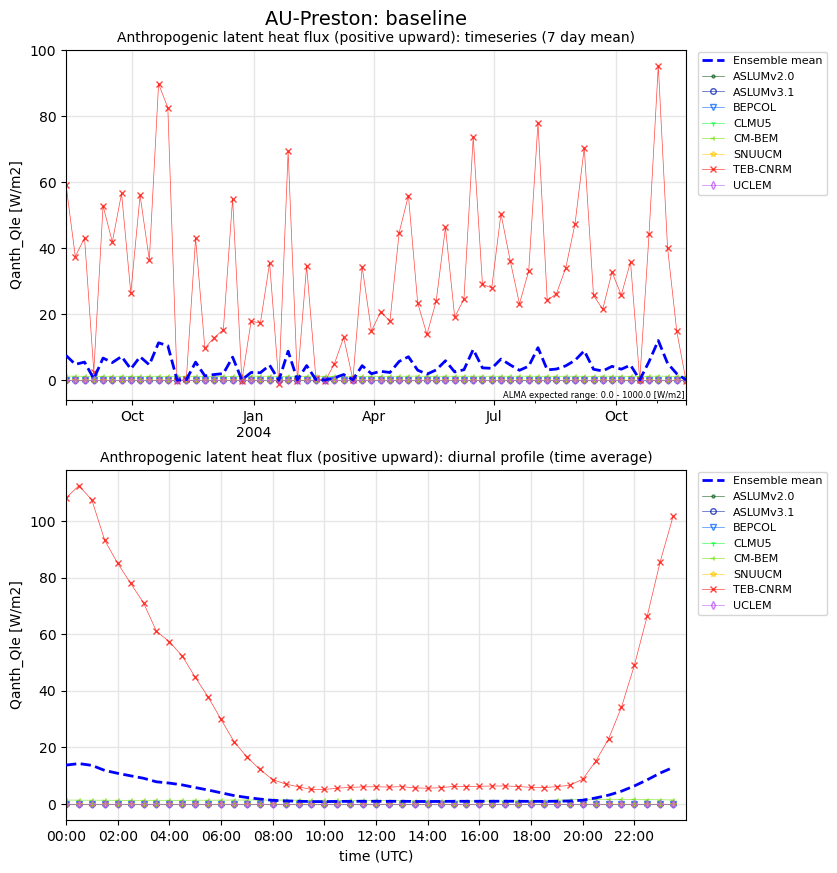 AU-Preston: baseline
Anthropogenic latent heat flux (positive upward): timeseries (7 day mean)
100
80
60
40
20
0
Qanth_Qle [W/m2]
Oct
Jan
2004
Apr
Jul
Oct
ALMA expected range: 0.0 - 1000.0 [W/m2]
Ensemble mean
ASLUMv2.0
ASLUMv3.1
BEPCOL
CLMU5
CM-BEM
SNUUCM
TEB-CNRM
UCLEM
Anthropogenic latent heat flux (positive upward): diurnal profile (time average)
100
80
60
40
20
0
Qanth_Qle [W/m2]
00:00 02:00 04:00 06:00 08:00 10:00 12:00 14:00 16:00 18:00 20:00 22:00
time (UTC)
Ensemble mean
ASLUMv2.0
ASLUMv3.1
BEPCOL
CLMU5
CM-BEM
SNUUCM
TEB-CNRM
UCLEM